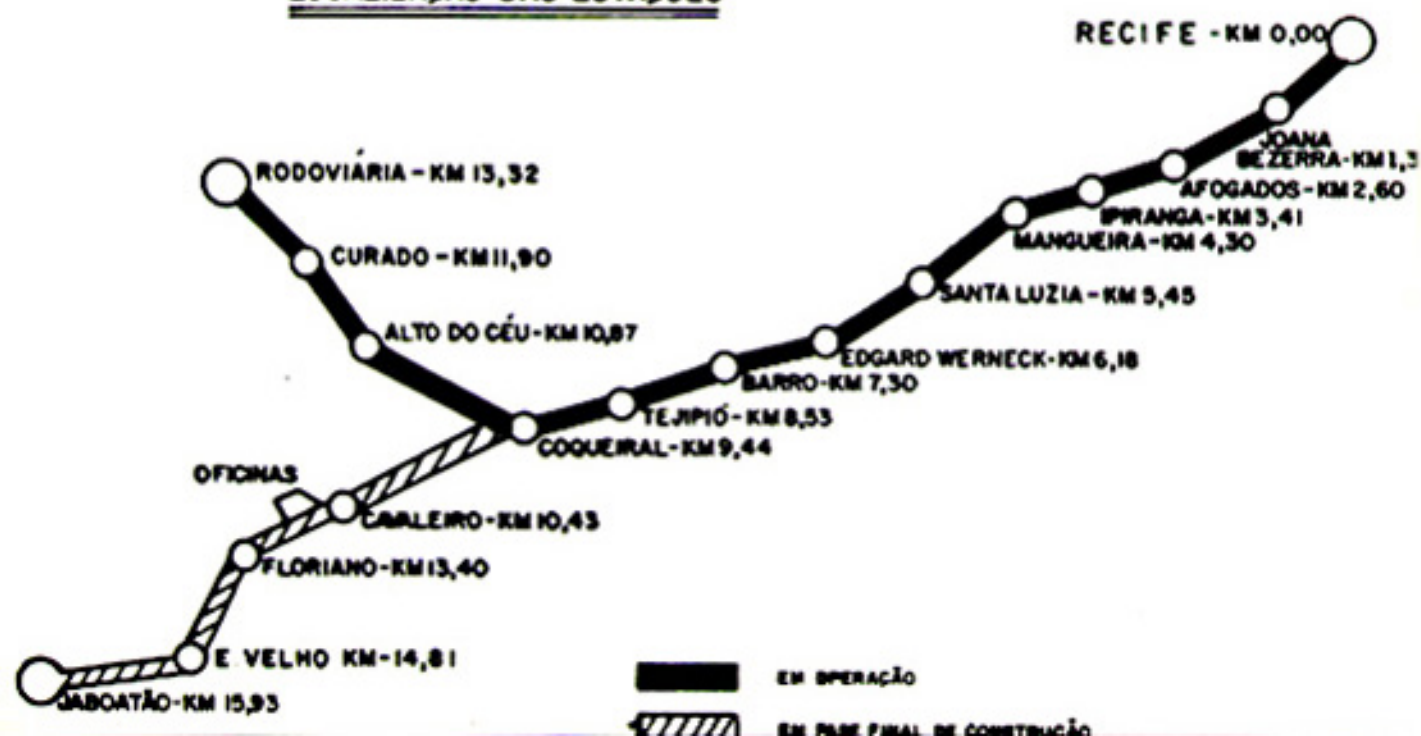 RECIFE - KM 0,00
JOANA
BEZERRA-KM 1,3
AFOGADOS-KM 2,60
IPIRANGA-KM 3,41
MANGUEIRA-KM 4,30
SANTA LUZIA-KM 5,45
EDGARD WERNECK-KM 6,18
BARRO-KM 7,30
TEJIPIÓ-KM 8,53
COQUEIRAL-KM 9,44
RODOVIÁRIA-KM 13,32
CURADO-KM 11,90
ALTO DO CÉU-KM 10,87
OFICINAS
CAVALEIRO-KM 10,43
FLORIANO-KM 13,40
E VELHO KM-14,81
JABOATÃO-KM 15,93
EM OPERAÇÃO
EM FASE FINAL DE CONSTRUÇÃO